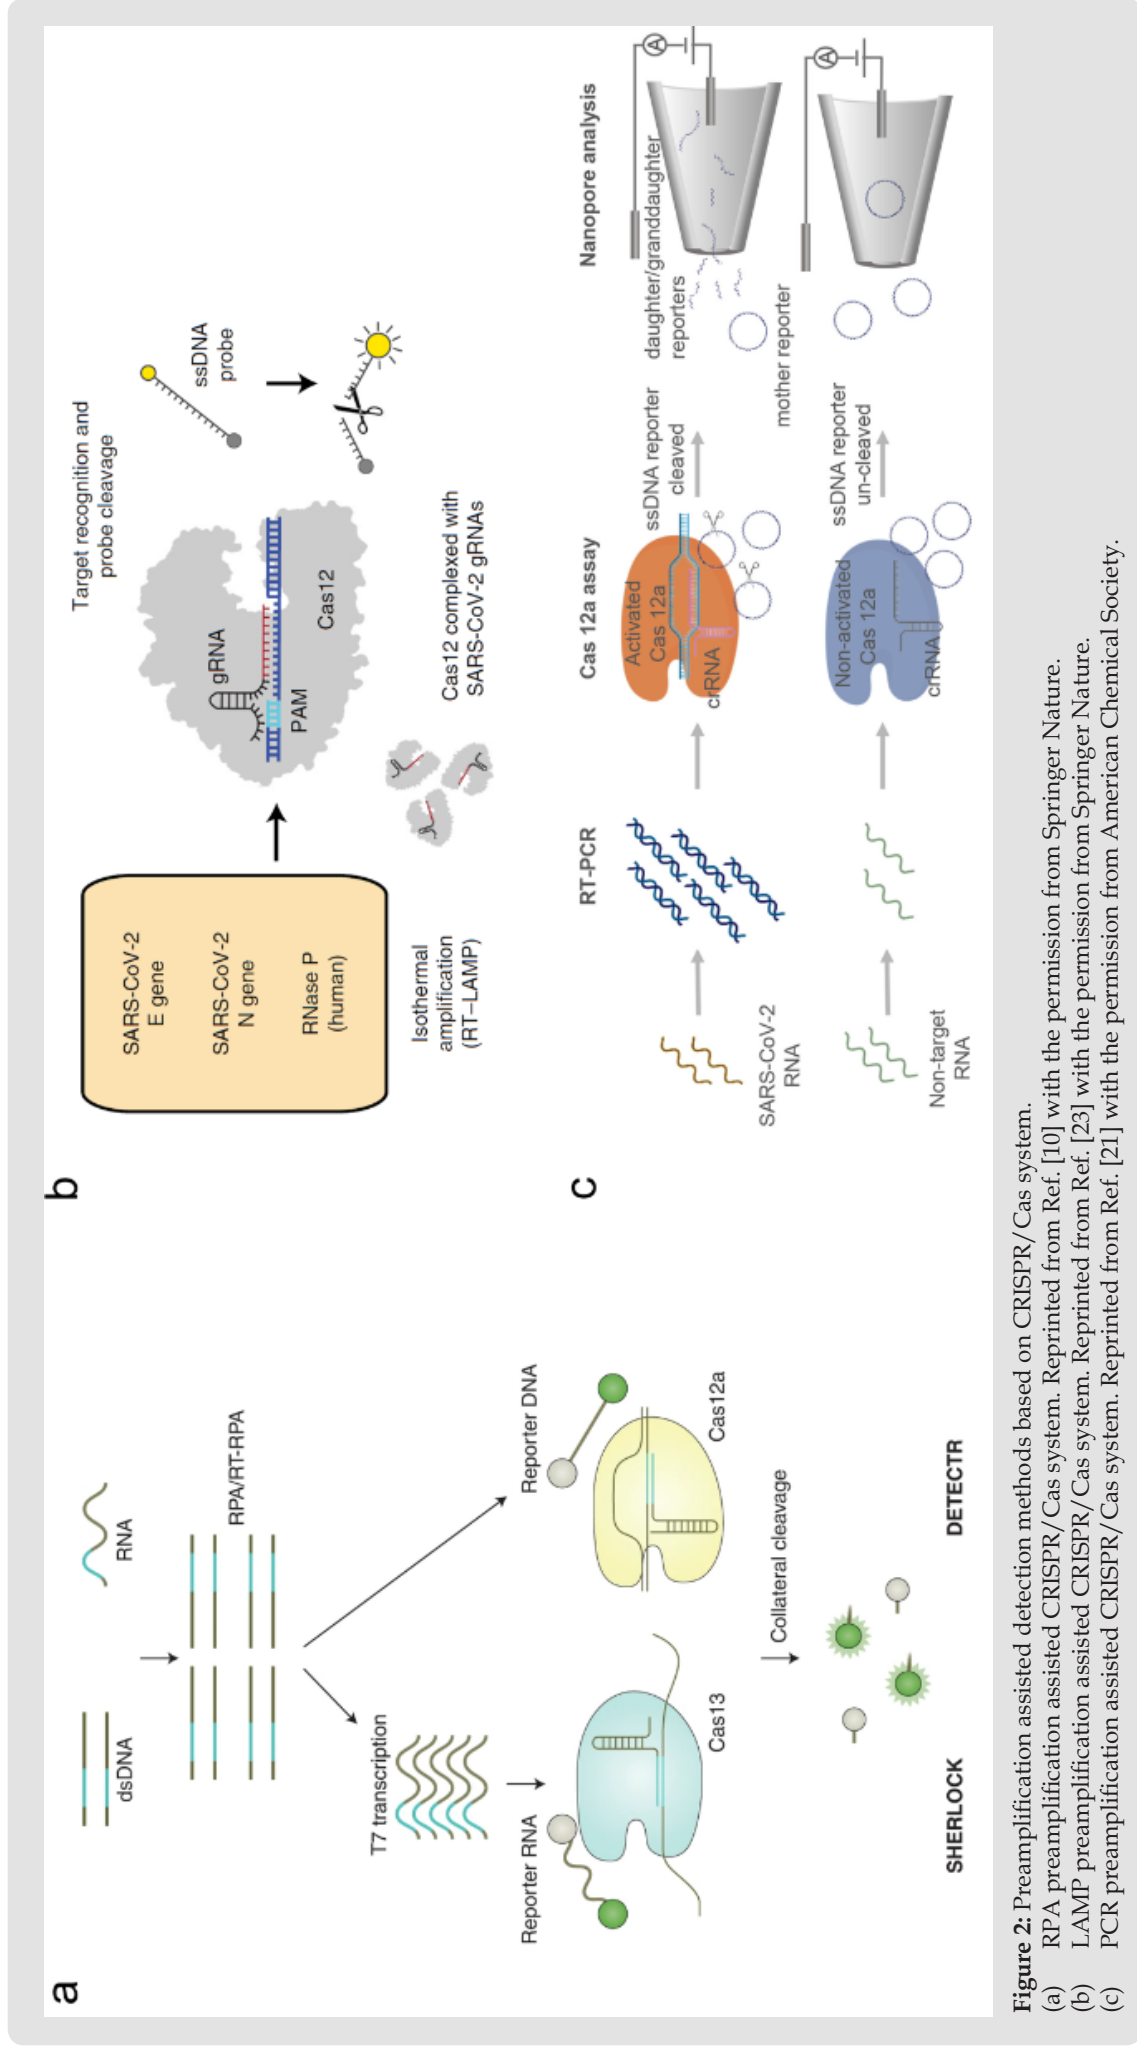 a
dsDNA
RNA
RPA/RT-RPA
T7 transcription
Reporter RNA
Reporter DNA
Cas13
Cas12a
Collateral cleavage
SHERLOCK
DETECTR
b
SARS-CoV-2
E gene
SARS-CoV-2
N gene
RNase P
(human)
Isothermal
amplification
(RT–LAMP)
Target recognition and
probe cleavage
gRNA
PAM
Cas12
Cas12 complexed with
SARS-CoV-2 gRNAs
ssDNA
probe
c
RT-PCR
Cas 12a assay
Nanopore analysis
SARS-CoV-2
RNA
Activated
Cas 12a
crRNA
ssDNA reporter
cleaved
daughter/granddaughter
reporters
A
mother reporter
Non-target
RNA
Non-activated
Cas 12a
crRNA
ssDNA reporter
un-cleaved
A
Figure 2: Preamplification assisted detection methods based on CRISPR/Cas system.
(a) RPA preamplification assisted CRISPR/Cas system. Reprinted from Ref. [10] with the permission from Springer Nature.
(b) LAMP preamplification assisted CRISPR/Cas system. Reprinted from Ref. [23] with the permission from Springer Nature.
(c) PCR preamplification assisted CRISPR/Cas system. Reprinted from Ref. [21] with the permission from American Chemical Society.